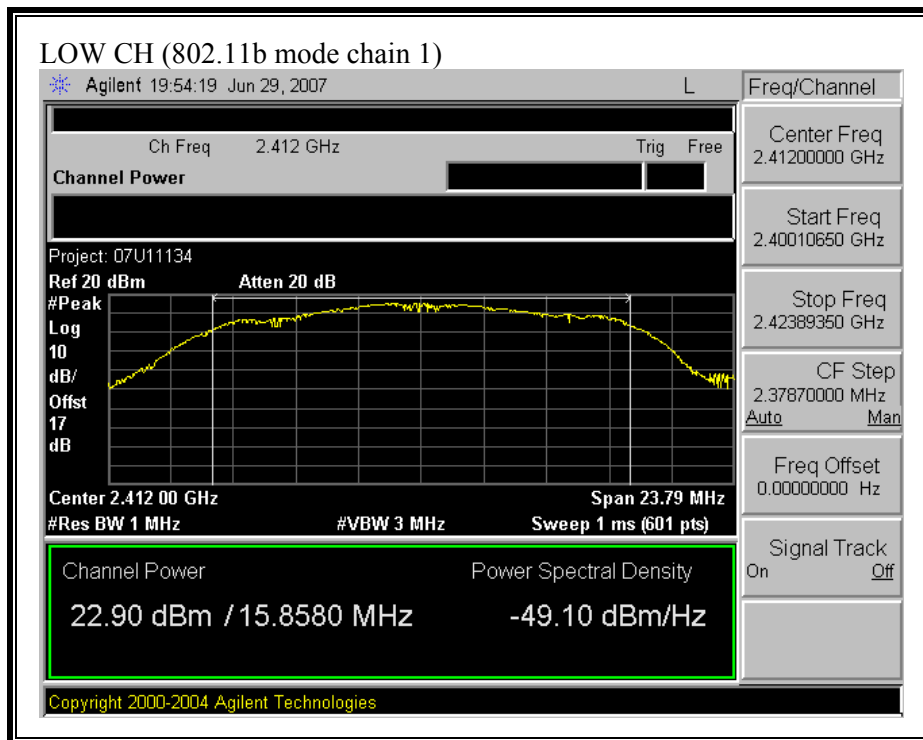 LOW CH (802.11b mode chain 1)
Agilent 19:54:19 Jun 29, 2007 L
Freq/Channel
Ch Freq 2.412 GHz Trig Free
Channel Power
Center Freq
2.41200000 GHz
Start Freq
2.40010650 GHz
Stop Freq
2.42389350 GHz
CF Step
2.37870000 MHz
Auto Man
Freq Offset
0.00000000 Hz
Signal Track
On Off
Project: 07U11134
Ref 20 dBm Atten 20 dB
#Peak
Log
10
dB/
Offst
17
dB
Center 2.412 00 GHz Span 23.79 MHz
#Res BW 1 MHz #VBW 3 MHz Sweep 1 ms (601 pts)
Channel Power Power Spectral Density
22.90 dBm / 15.8580 MHz -49.10 dBm/Hz
Copyright 2000-2004 Agilent Technologies